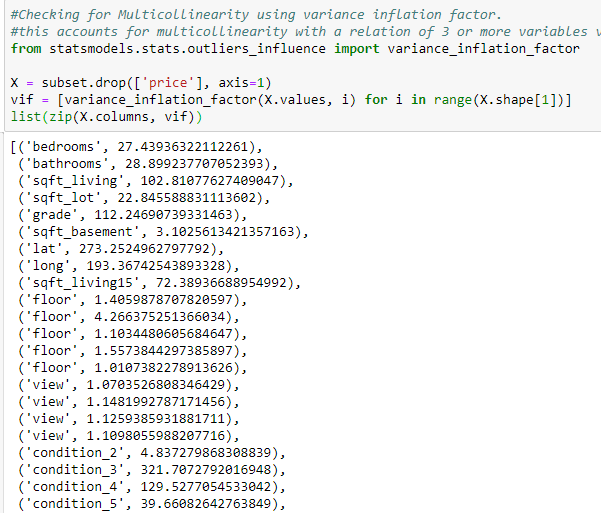 #Checking for Multicollinearity using variance inflation factor.
#this accounts for multicollinearity with a relation of 3 or more variables
from statsmodels.stats.outliers_influence import variance_inflation_factor
X = subset.drop(['price'], axis=1)
vif = [variance_inflation_factor(X.values, i) for i in range(X.shape[1])]
list(zip(X.columns, vif))
[('bedrooms', 27.43936322112261),
('bathrooms', 28.899237707052393),
('sqft_living', 102.81077627409047),
('sqft_lot', 22.845588831113602),
('grade', 112.24690739331463),
('sqft_basement', 3.1025613421357163),
('lat', 273.2524962797792),
('long', 193.36742543893328),
('sqft_living15', 72.38936688954992),
('floor', 1.4059878707820597),
('floor', 4.266375251366034),
('floor', 1.1034480605684647),
('floor', 1.5573844297385897),
('floor', 1.0107382278913626),
('view', 1.0703526808346429),
('view', 1.1481992787171456),
('view', 1.1259385931881711),
('view', 1.1098055988207716),
('condition_2', 4.837279868308839),
('condition_3', 321.7072792016948),
('condition_4', 129.5277054533042),
('condition_5', 39.66082642763849),